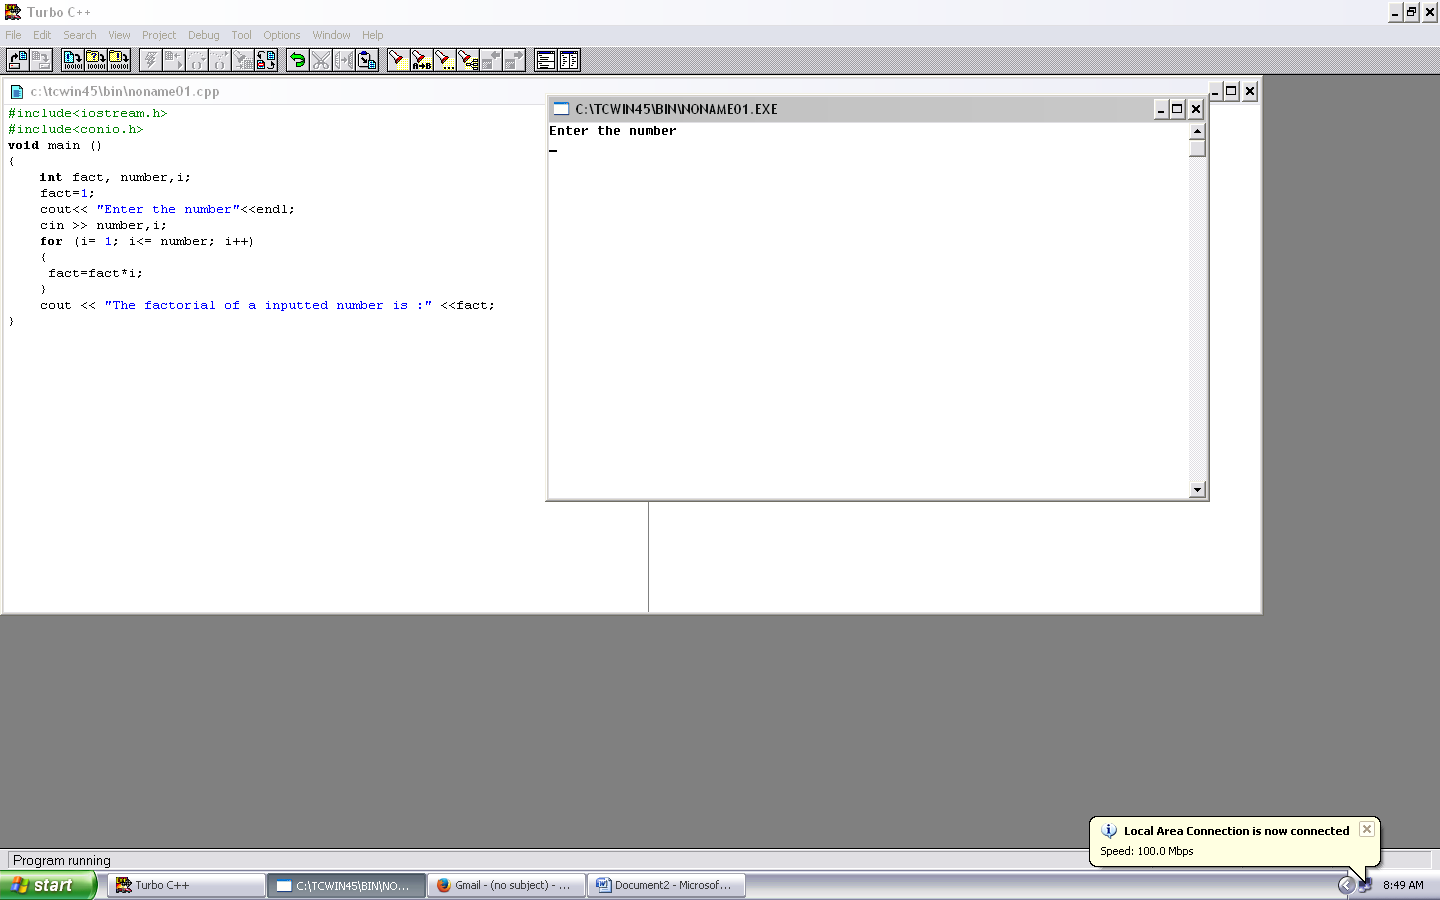 Turbo C++
File Edit Search View Project Debug Tool Options Window Help
c:\tcwin45\bin\noname01.cpp
#include<iostream.h>
#include<conio.h>
void main ()
{
int fact, number,i;
fact=1;
cout<< "Enter the number"<<endl;
cin >> number,i;
for (i= 1; i<= number; i++)
{
fact=fact*i;
}
cout << "The factorial of a inputted number is :" <<fact;
}
C:\TCWIN45\BIN\NONAME01.EXE
Enter the number
Local Area Connection is now connected
Speed: 100.0 Mbps
Program running
start
Turbo C++
C:\TCWIN45\BIN\NO...
Gmail - (no subject) - ...
Document2 - Microsof...
8:49 AM